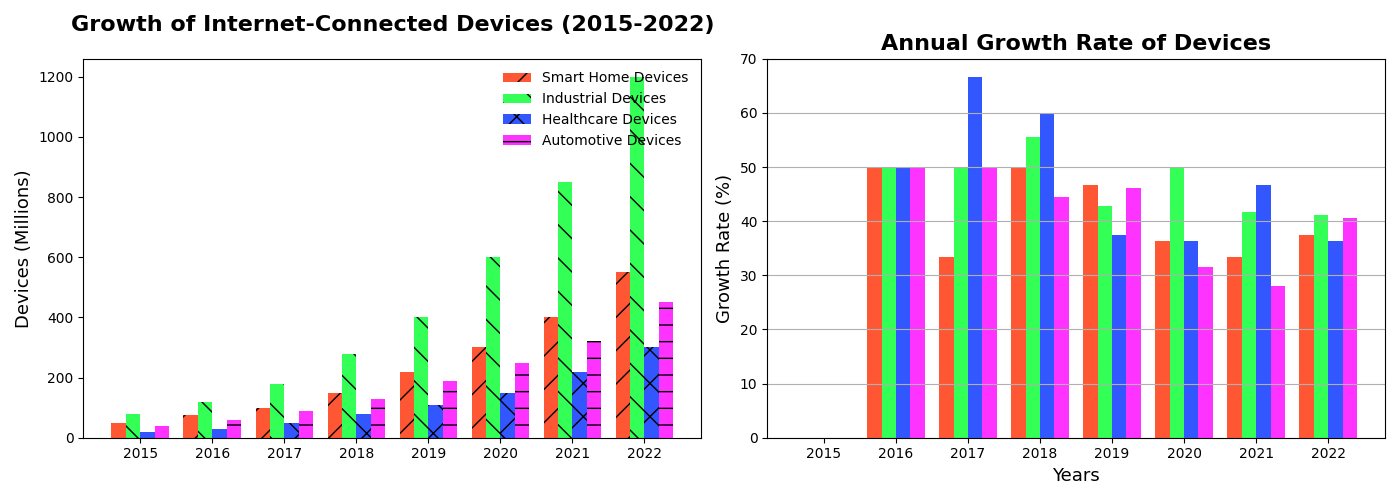 Growth of Internet-Connected Devices (2015-2022)
Devices (Millions)
1200
1000
800
600
400
200
0
Smart Home Devices
Industrial Devices
Healthcare Devices
Automotive Devices
2015 2016 2017 2018 2019 2020 2021 2022
Annual Growth Rate of Devices
Growth Rate (%)
70
60
50
40
30
20
10
0
2015 2016 2017 2018 2019 2020 2021 2022
Years